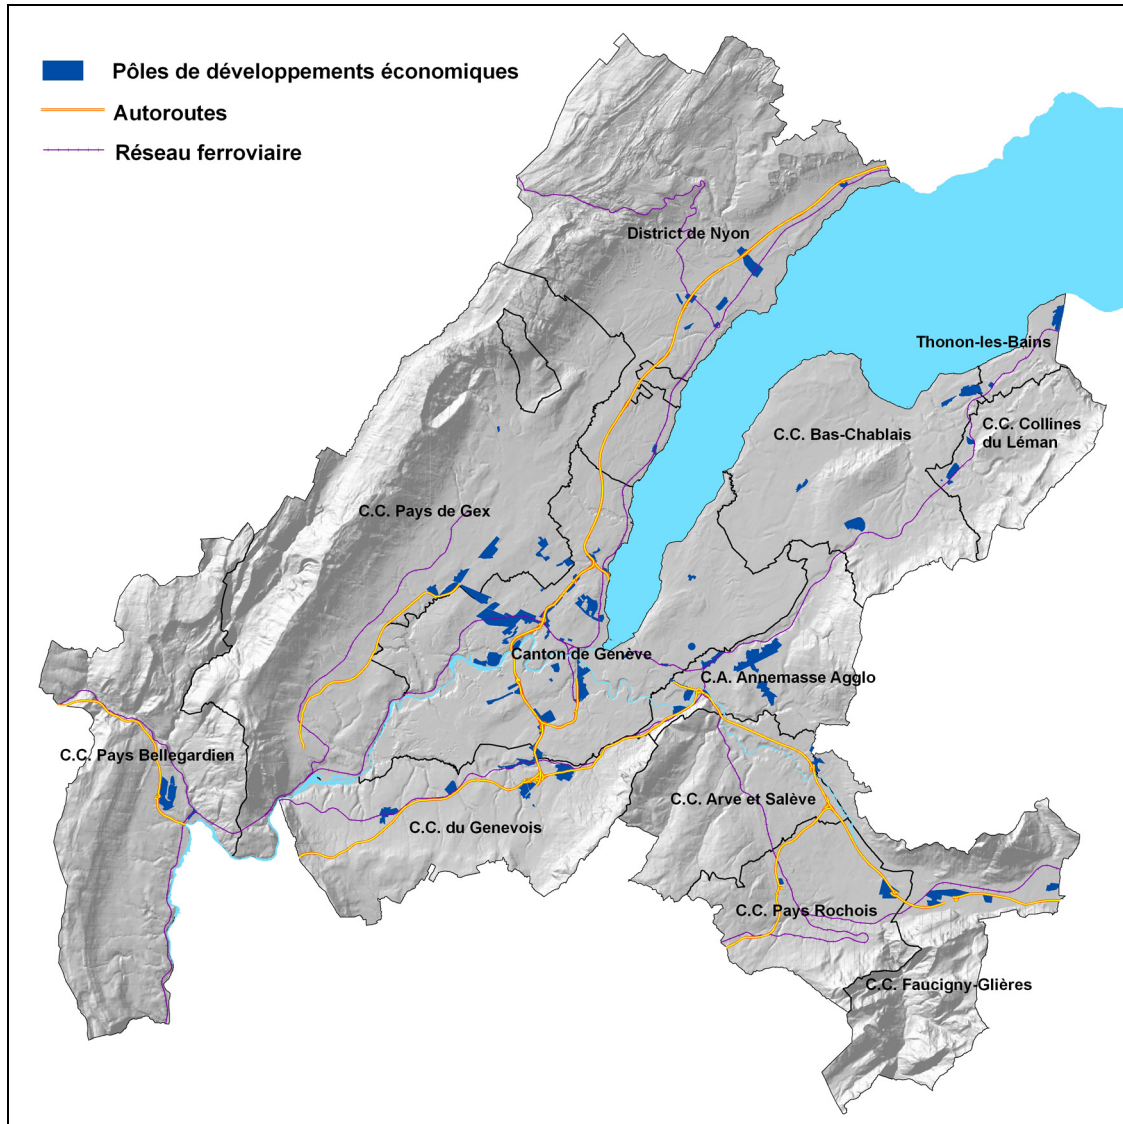 Pôles de développements économiques
Autoroutes
Réseau ferroviaire
District de Nyon
Thonon-les-Bains
C.C. Collines
du Léman
C.C. Bas-Chablais
C.C. Pays de Gex
Canton de Genève
C.A. Annemasse Agglo
C.C. Pays Bellegardien
C.C. Arve et Salève
C.C. du Genevois
C.C. Pays Rochois
C.C. Faucigny-Glières